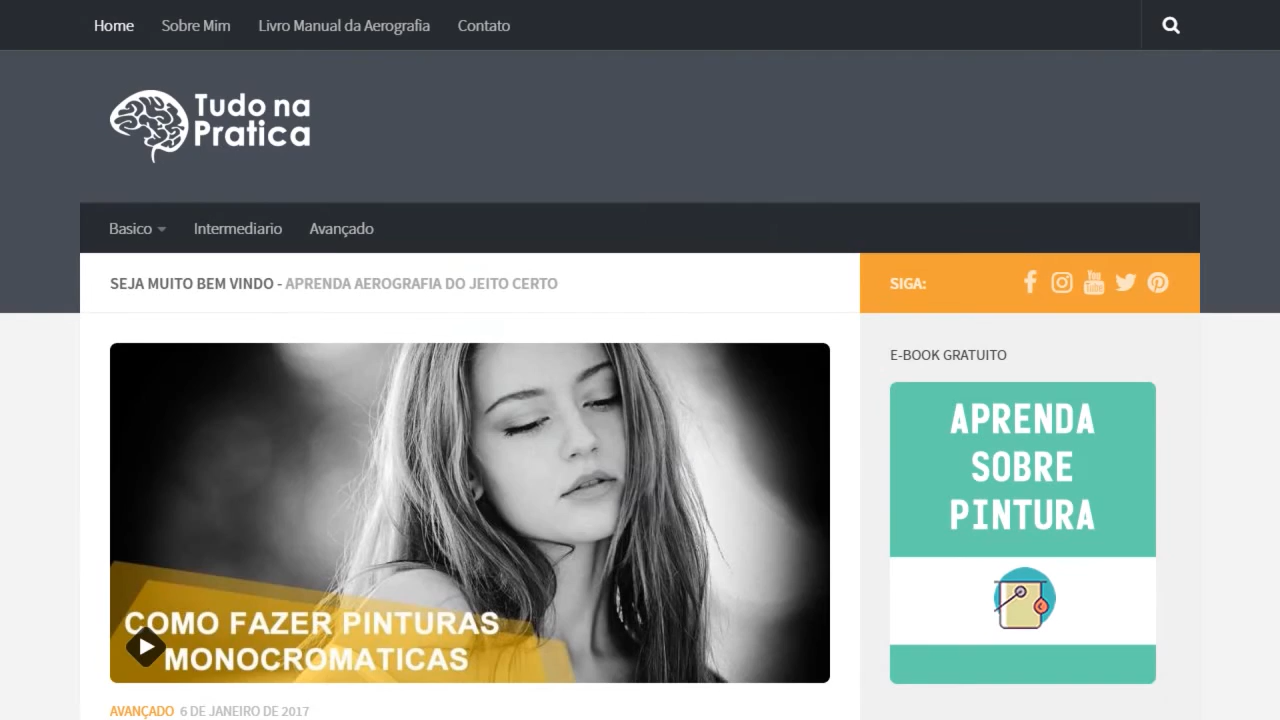 Home Sobre Mim Livro Manual da Aerografia Contato
Tudo na
Pratica
Basico Intermediario Avançado
SEJA MUITO BEM VINDO - APRENDA AEROGRAFIA DO JEITO CERTO
SIGA:
You
Tube
E-BOOK GRATUITO
APRENDA
SOBRE
PINTURA
COMO FAZER PINTURAS
MONOCROMATICAS
AVANÇADO 6 DE JANEIRO DE 2017